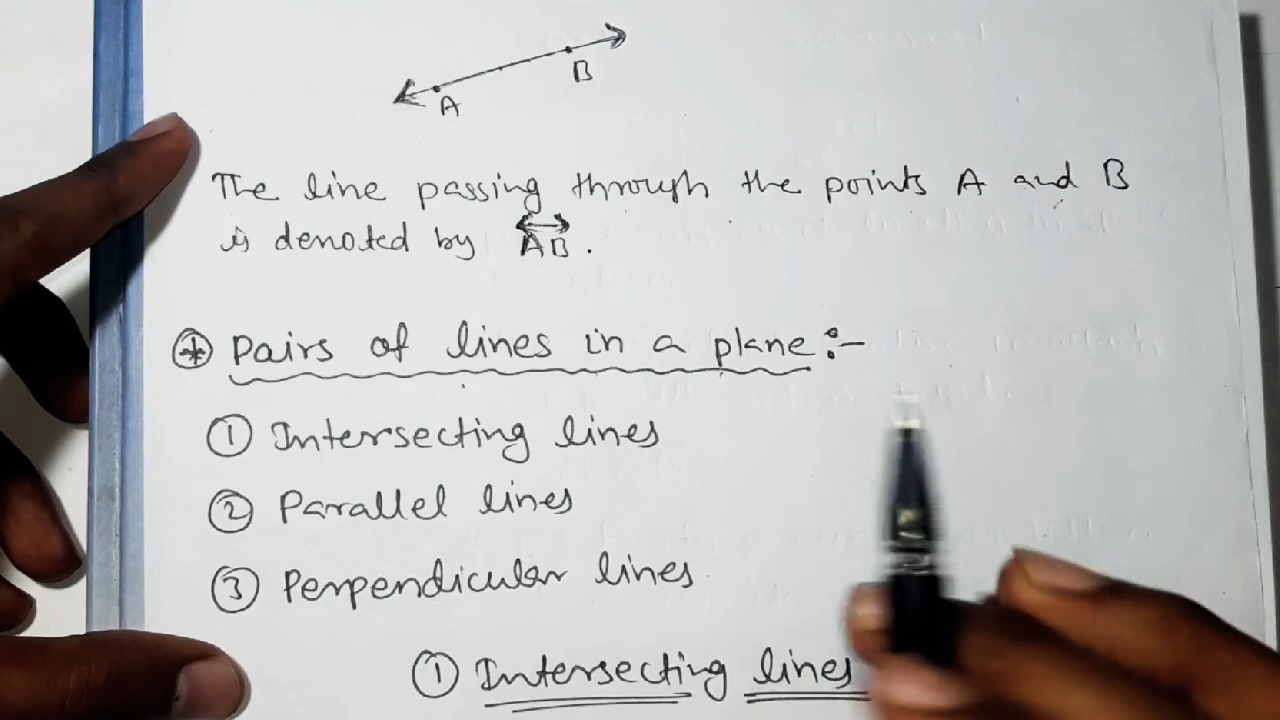 B
A
The line passing through the points A and B
is denoted by A͡B.
⊛ Pairs of lines in a plane:-
① Intersecting lines
② Parallel lines
③ Perpendicular lines
① Intersecting lines